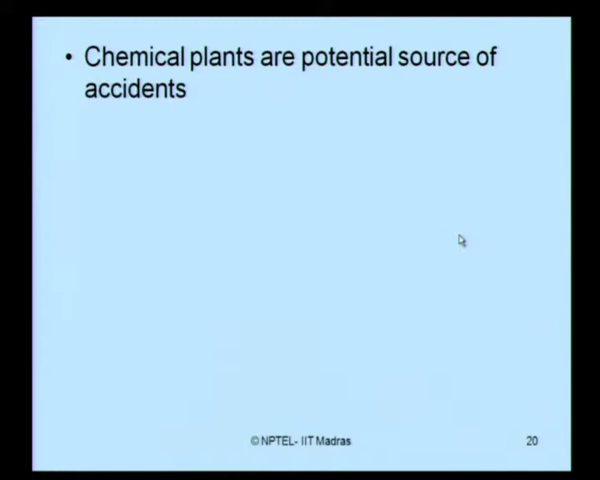 • Chemical plants are potential source of
accidents
© NPTEL- IIT Madras
20